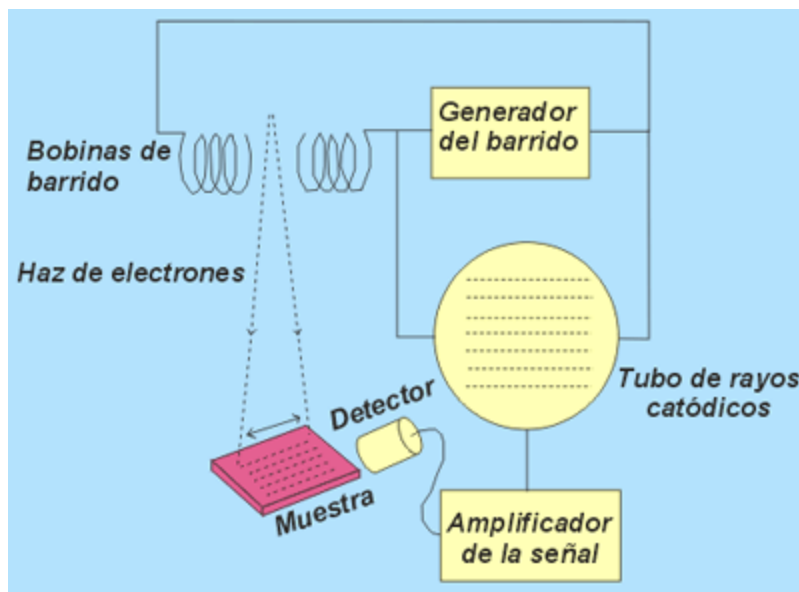 Generador
del barrido
Bobinas de
barrido
Haz de electrones
Tubo de rayos
catódicos
Detector
Muestra
Amplificador
de la señal